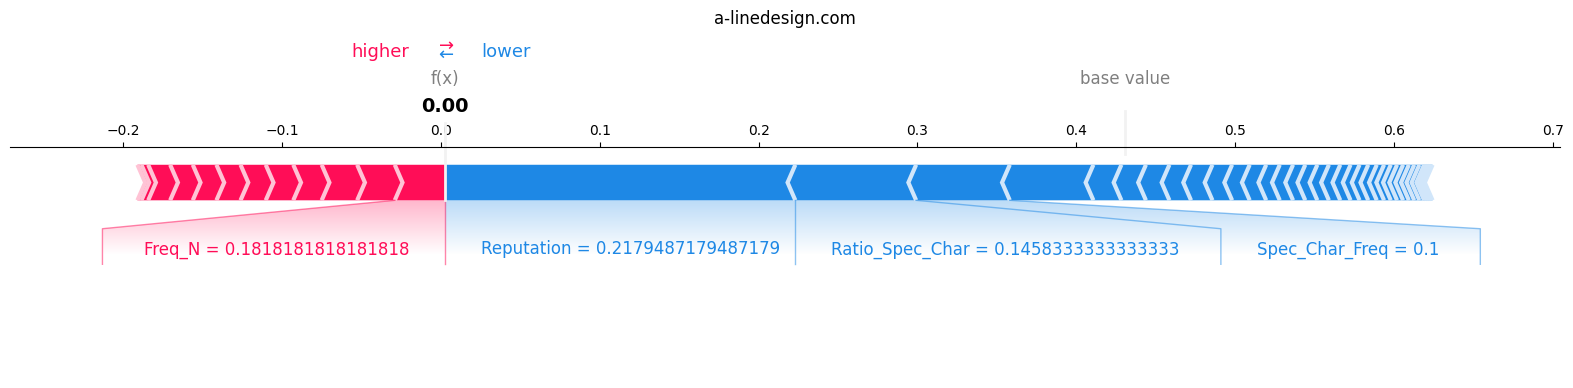 a-linedesign.com
higher → lower
←
f(x) base value
0.00
−0.2 −0.1 0.0 0.1 0.2 0.3 0.4 0.5 0.6 0.7
Freq_N = 0.1818181818181818 Reputation = 0.2179487179487179 Ratio_Spec_Char = 0.1458333333333333 Spec_Char_Freq = 0.1